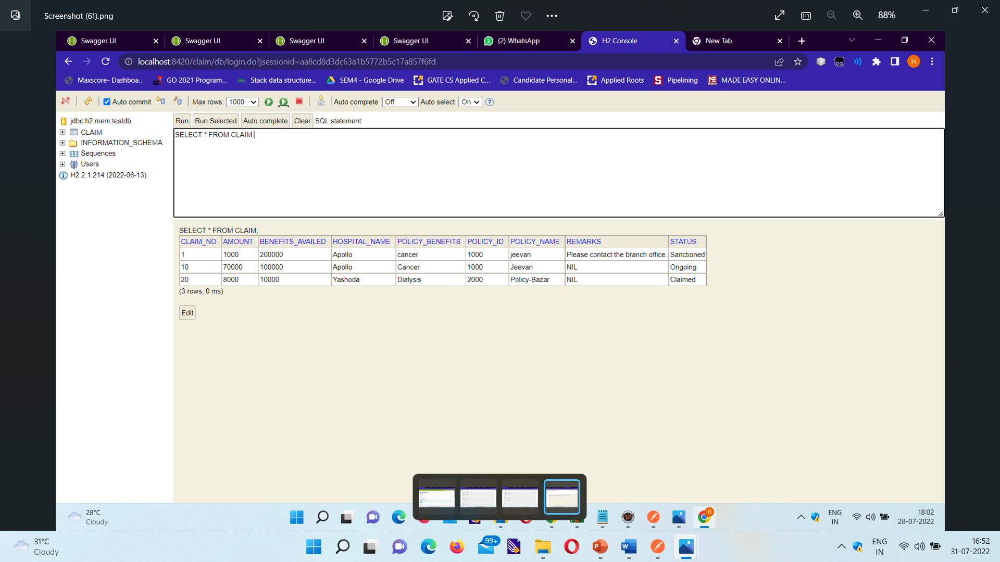 Screenshot (61).png
88%
Swagger UI
Swagger UI
Swagger UI
Swagger UI
(2) WhatsApp
H2 Console
New Tab
localhost:8420/claim/db/login.do?jsessionid=aa8cd8d3dc63a1b5772b5c17a857f6fd
H
Maxscore- Dashboa...
GO 2021 Program...
Stack data structure...
SEM4 - Google Drive
GATE CS Applied C...
Candidate Personal...
Applied Roots
Pipelining
MADE EASY ONLIN...
Auto commit
Max rows: 1000
Auto complete Off
Auto select On
jdbc:h2:mem:testdb
CLAIM
INFORMATION_SCHEMA
Sequences
Users
H2 2.1.214 (2022-06-13)
Run
Run Selected
Auto complete
Clear
SQL statement:
SELECT * FROM CLAIM
SELECT * FROM CLAIM;
CLAIM_NO AMOUNT BENEFITS_AVAILED HOSPITAL_NAME POLICY_BENEFITS POLICY_ID POLICY_NAME REMARKS STATUS
1 1000 200000 Apollo cancer 1000 jeevan Please contact the branch office. Sanctioned
10 70000 100000 Apollo Cancer 1000 Jeevan NIL Ongoing
20 8000 10000 Yashoda Dialysis 2000 Policy-Bazar NIL Claimed
(3 rows, 0 ms)
Edit
28°C
Cloudy
H
ENG
IN
18:02
28-07-2022
31°C
Cloudy
99+
ENG
IN
16:52
31-07-2022